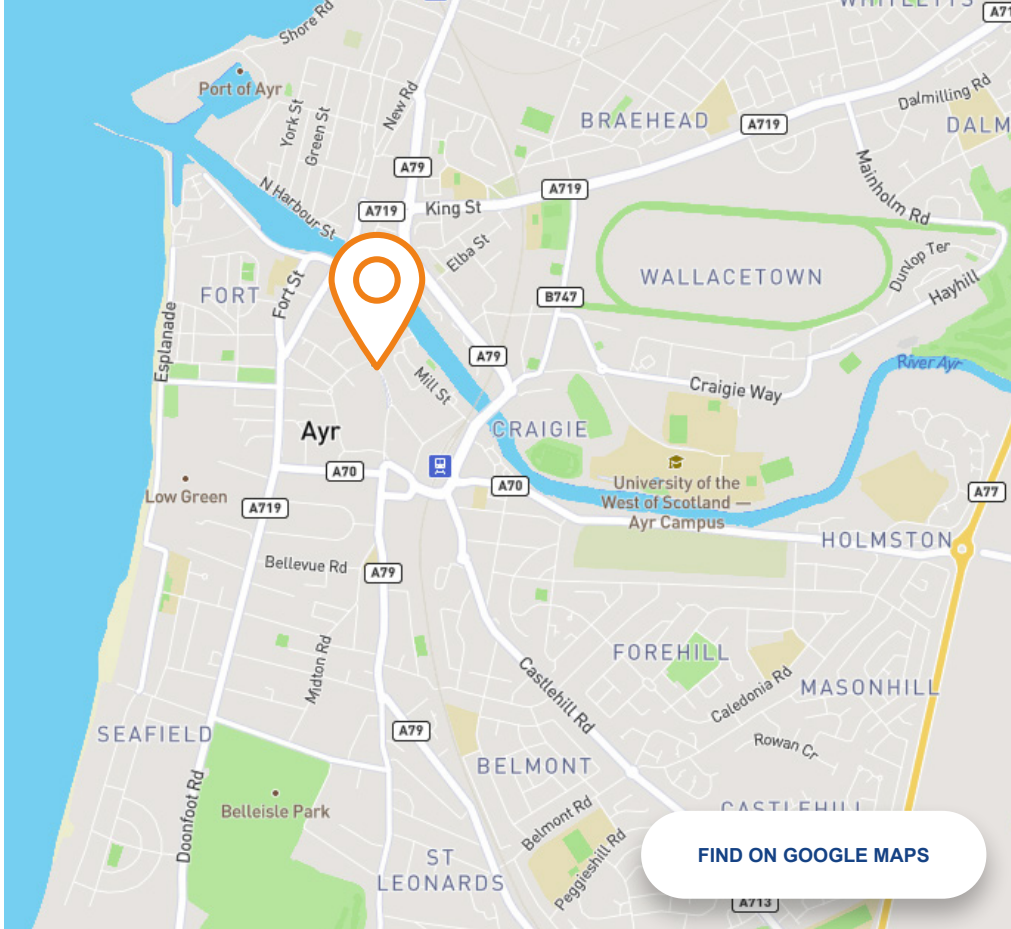 WHITLETTS
A71
Shore Rd
Port of Ayr
Dalmilling Rd
New Rd
York St
Green St
BRAEHEAD
A719
DALM
A79
Mainholm Rd
N Harbour St
A719
A719
King St
Elba St
Dunlop Ter
WALLACETOWN
Hayhill
FORT
Fort St
B747
Esplanade
A79
River Ayr
Mill St
Craigie Way
Ayr
CRAIGIE
A70
A70
University of the
West of Scotland —
Ayr Campus
A77
Low Green
A719
HOLMSTON
Bellevue Rd
A79
FOREHILL
Midton Rd
Castlehill Rd
Caledonia Rd
MASONHILL
SEAFIELD
A79
Rowan Cr
BELMONT
Doonfoot Rd
Belleisle Park
CASTLEHILL
Belmont Rd
Peggieshill Rd
ST
LEONARDS
FIND ON GOOGLE MAPS
A713